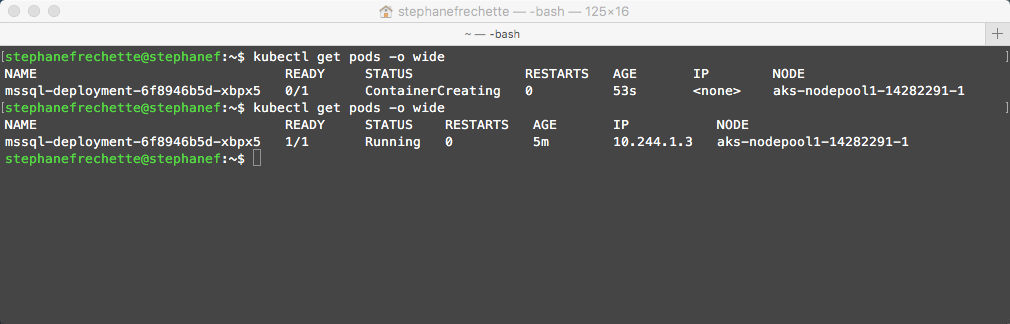 stephanefrechette — -bash — 125×16
~ — -bash
[stephanefrechette@stephanef:~$ kubectl get pods -o wide ]
NAME READY STATUS RESTARTS AGE IP NODE
mssql-deployment-6f8946b5d-xbpx5 0/1 ContainerCreating 0 53s <none> aks-nodepool1-14282291-1
[stephanefrechette@stephanef:~$ kubectl get pods -o wide ]
NAME READY STATUS RESTARTS AGE IP NODE
mssql-deployment-6f8946b5d-xbpx5 1/1 Running 0 5m 10.244.1.3 aks-nodepool1-14282291-1
stephanefrechette@stephanef:~$